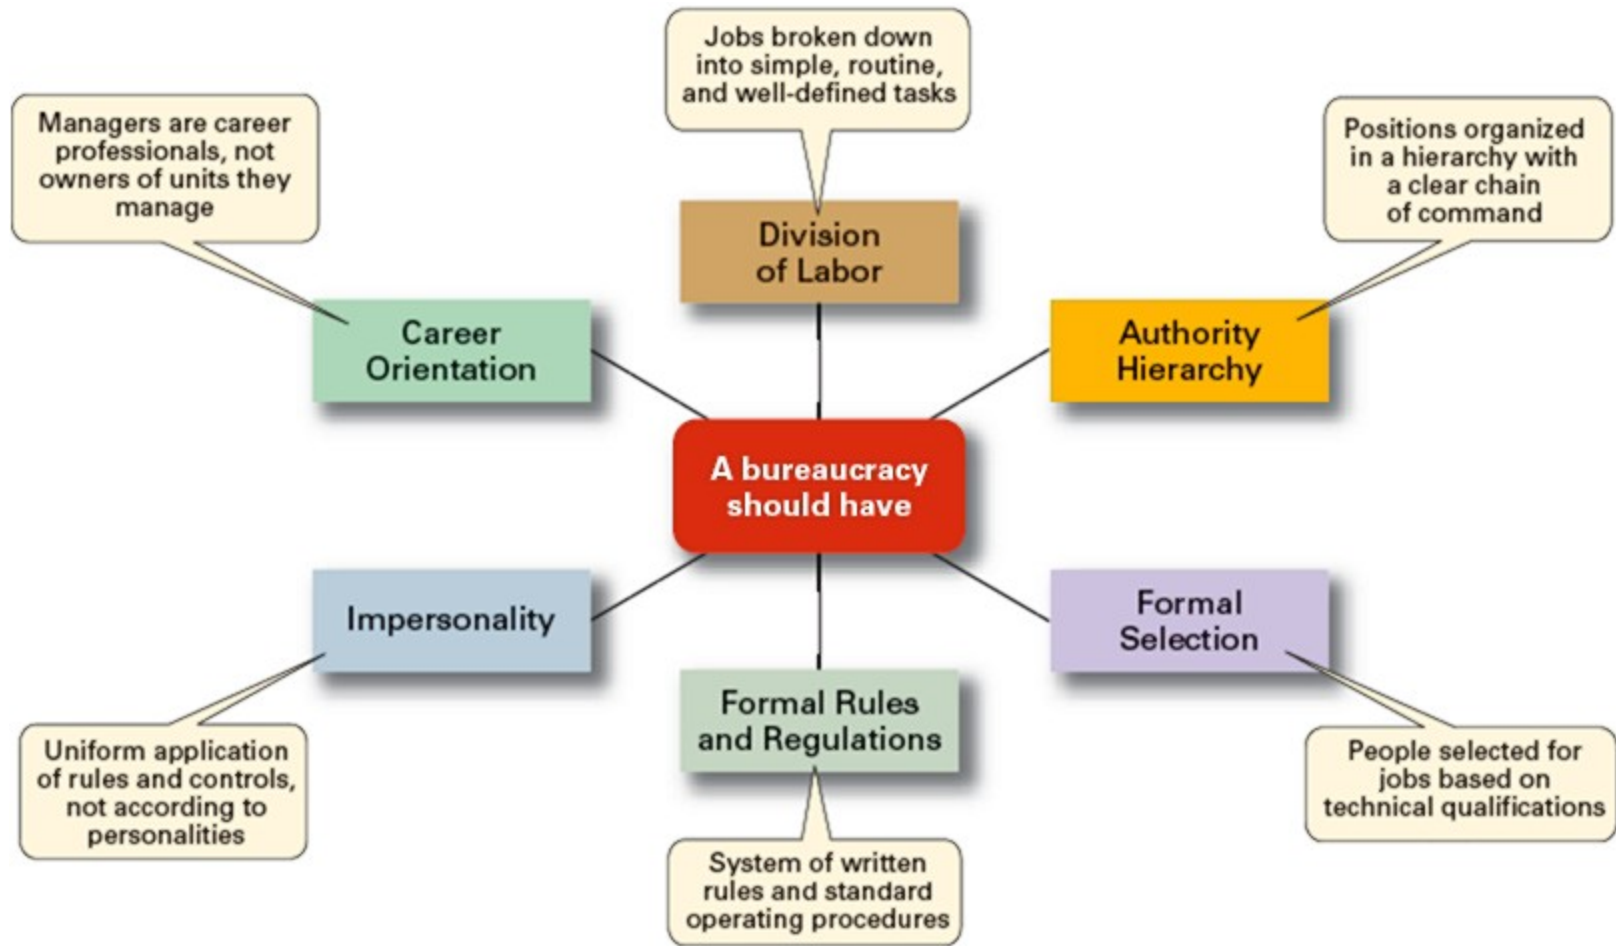 Jobs broken down
into simple, routine,
and well-defined tasks
Managers are career
professionals, not
owners of units they
manage
Positions organized
in a hierarchy with
a clear chain
of command
Division
of Labor
Career
Orientation
Authority
Hierarchy
A bureaucracy
should have
Impersonality
Formal
Selection
Formal Rules
and Regulations
Uniform application
of rules and controls,
not according to
personalities
People selected for
jobs based on
technical qualifications
System of written
rules and standard
operating procedures